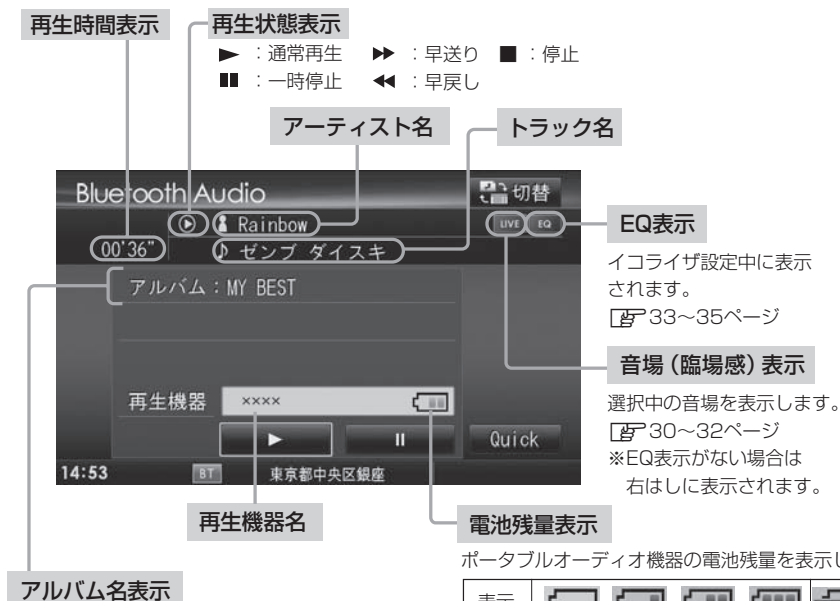 再生時間表示
再生状態表示
▶ :通常再生 ▶▶ :早送り ■ :停止
▮▮ :一時停止 ◀◀ :早戻し
アーティスト名
トラック名
Bluetooth Audio
切替
Rainbow
LIVE EQ
00'36"
♪ ゼンブ ダイスキ
アルバム:MY BEST
再生機器 ××××
▶ ▮▮ Quick
14:53 BT 東京都中央区銀座
EQ表示
イコライザ設定中に表示
されます。
33~35ページ
音場(臨場感)表示
選択中の音場を表示します。
30~32ページ
※EQ表示がない場合は
右はしに表示されます。
再生機器名
電池残量表示
ポータブルオーディオ機器の電池残量を表示し
アルバム名表示
表示